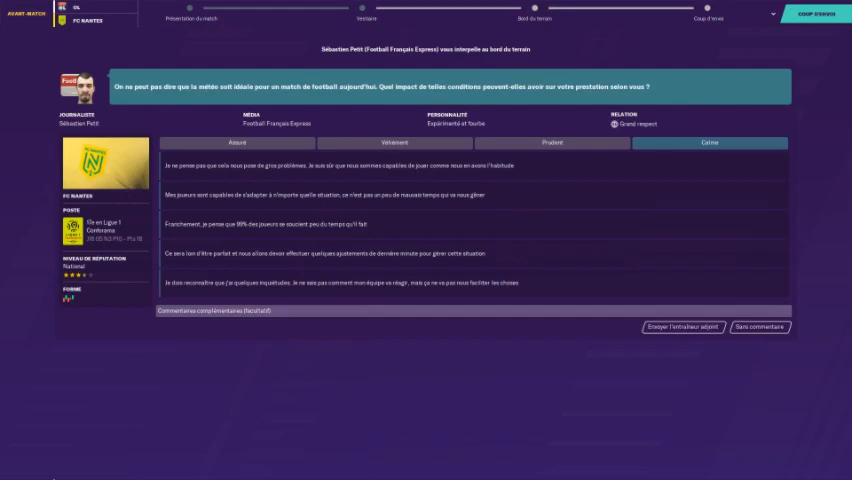 AVANT-MATCH
OL
FC NANTES
Présentation du match
Vestiaire
Bord du terrain
Coup d'envoi
COUP D'ENVOI
Sébastien Petit (Football Français Express) vous interpelle au bord du terrain
On ne peut pas dire que la météo soit idéale pour un match de football aujourd'hui. Quel impact de telles conditions peuvent-elles avoir sur votre prestation selon vous ?
JOURNALISTE
Sébastien Petit
MÉDIA
Football Français Express
PERSONNALITÉ
Expérimenté et fourbe
RELATION
Grand respect
Assuré
Véhément
Prudent
Calme
Je ne pense pas que cela nous pose de gros problèmes. Je suis sûr que nous sommes capables de jouer comme nous en avons l'habitude
Mes joueurs sont capables de s'adapter à n'importe quelle situation, ce n'est pas un peu de mauvais temps qui va nous gêner
Franchement, je pense que 99% des joueurs se soucient peu du temps qu'il fait
Ce sera loin d'être parfait et nous allons devoir effectuer quelques ajustements de dernière minute pour gérer cette situation
Je dois reconnaître que j'ai quelques inquiétudes. Je ne sais pas comment mon équipe va réagir, mais ça ne va pas nous faciliter les choses
FC NANTES
POSTE
en Ligue 1
Conforama
NIVEAU DE RÉPUTATION
National
FORME
Commentaires complémentaires (facultatif)
Envoyer l'entraîneur adjoint
Sans commentaire